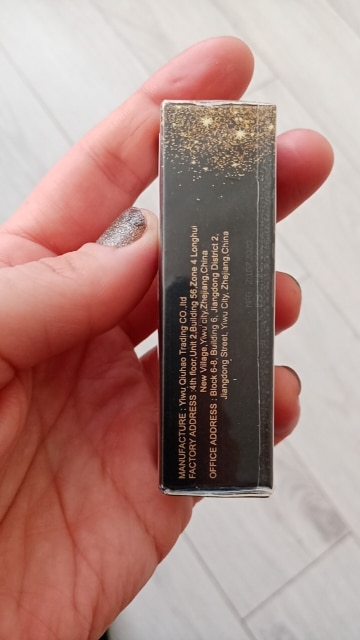 MANUFACTURE : Yiwu Qiuhao Trading CO.,ltd
FACTORY ADDRESS :4th floor,Unit 2,Building 56,Zone 4 Longhui
New Village,Yiwu city,Zhejiang,China
OFFICE ADDRESS : Block 6-8, Building 6, Jiangdong District 2,
Jiangdong Street, Yiwu City, Zhejiang,China